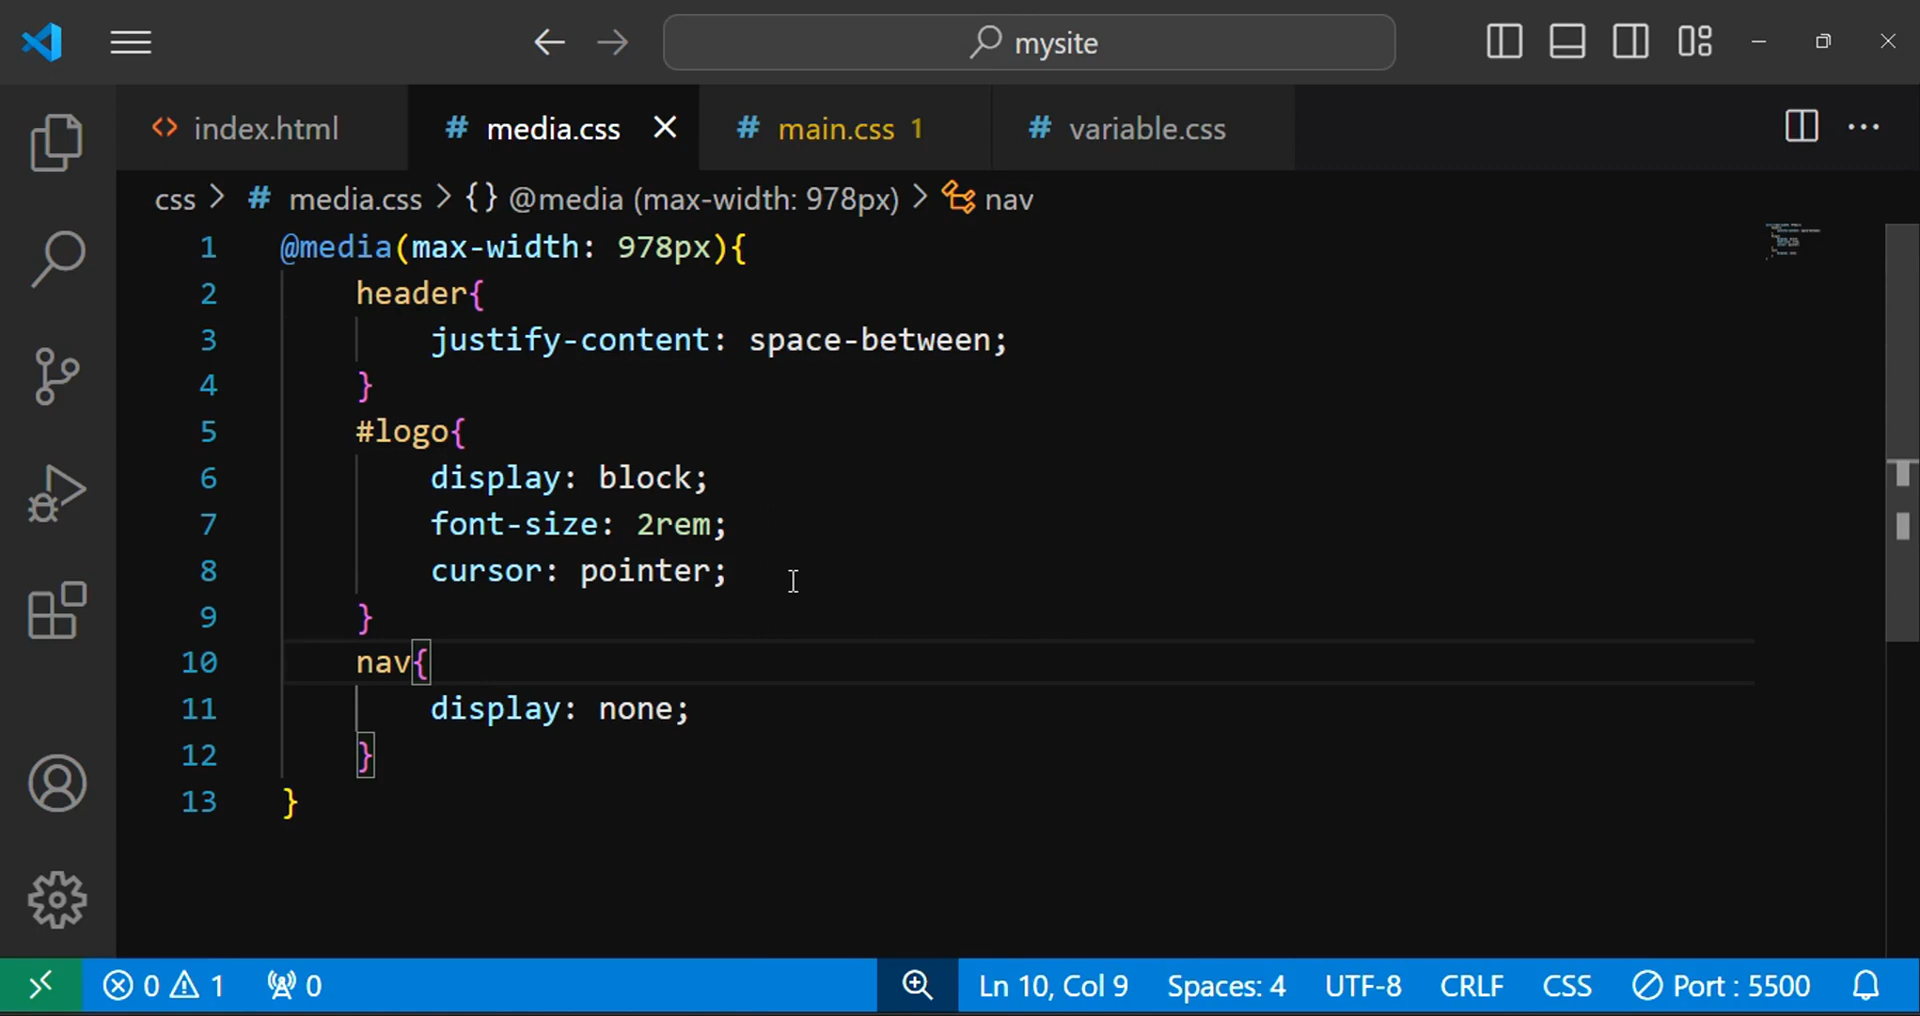 mysite
index.html
# media.css
# main.css 1
# variable.css
css > # media.css > {} @media (max-width: 978px) > nav
1 @media(max-width: 978px){
2 header{
3 justify-content: space-between;
4 }
5 #logo{
6 display: block;
7 font-size: 2rem;
8 cursor: pointer;
9 }
10 nav{
11 display: none;
12 }
13 }
0 1 0 Ln 10, Col 9 Spaces: 4 UTF-8 CRLF CSS Port : 5500